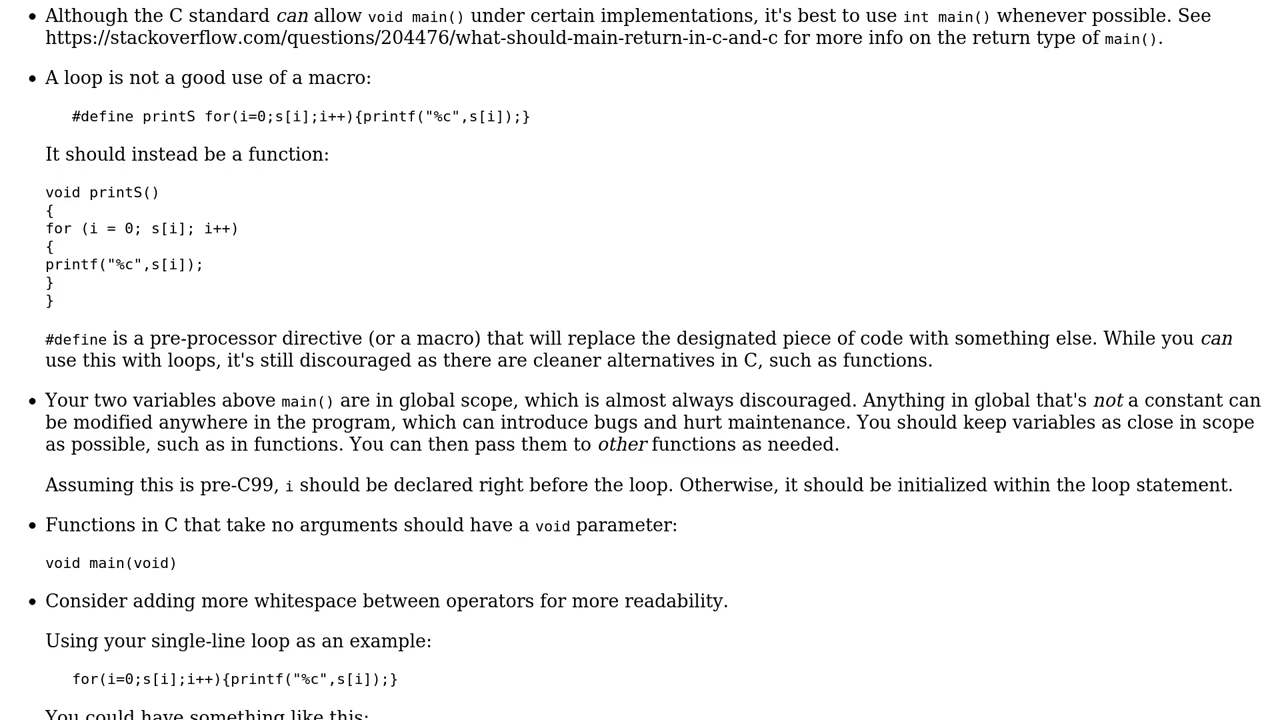 • Although the C standard can allow void main() under certain implementations, it's best to use int main() whenever possible. See
https://stackoverflow.com/questions/204476/what-should-main-return-in-c-and-c for more info on the return type of main().
• A loop is not a good use of a macro:
#define printS for(i=0;s[i];i++){printf("%c",s[i]);}
It should instead be a function:
void printS()
{
for (i = 0; s[i]; i++)
{
printf("%c",s[i]);
}
}
#define is a pre-processor directive (or a macro) that will replace the designated piece of code with something else. While you can
use this with loops, it's still discouraged as there are cleaner alternatives in C, such as functions.
• Your two variables above main() are in global scope, which is almost always discouraged. Anything in global that's not a constant can
be modified anywhere in the program, which can introduce bugs and hurt maintenance. You should keep variables as close in scope
as possible, such as in functions. You can then pass them to other functions as needed.
Assuming this is pre-C99, i should be declared right before the loop. Otherwise, it should be initialized within the loop statement.
• Functions in C that take no arguments should have a void parameter:
void main(void)
• Consider adding more whitespace between operators for more readability.
Using your single-line loop as an example:
for(i=0;s[i];i++){printf("%c",s[i]);}
You could have something like this: